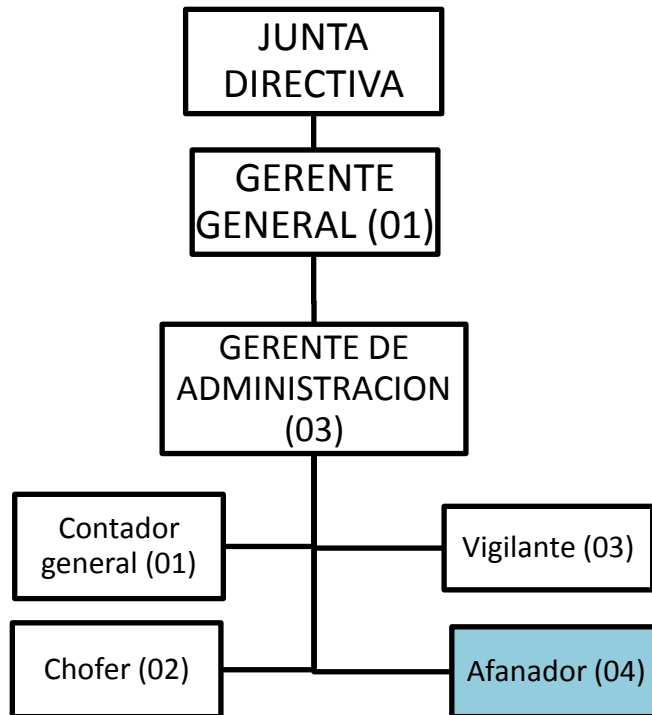 JUNTA
DIRECTIVA
GERENTE
GENERAL (01)
GERENTE DE
ADMINISTRACION
(03)
Contador
general (01)
Vigilante (03)
Chofer (02)
Afanador (04)